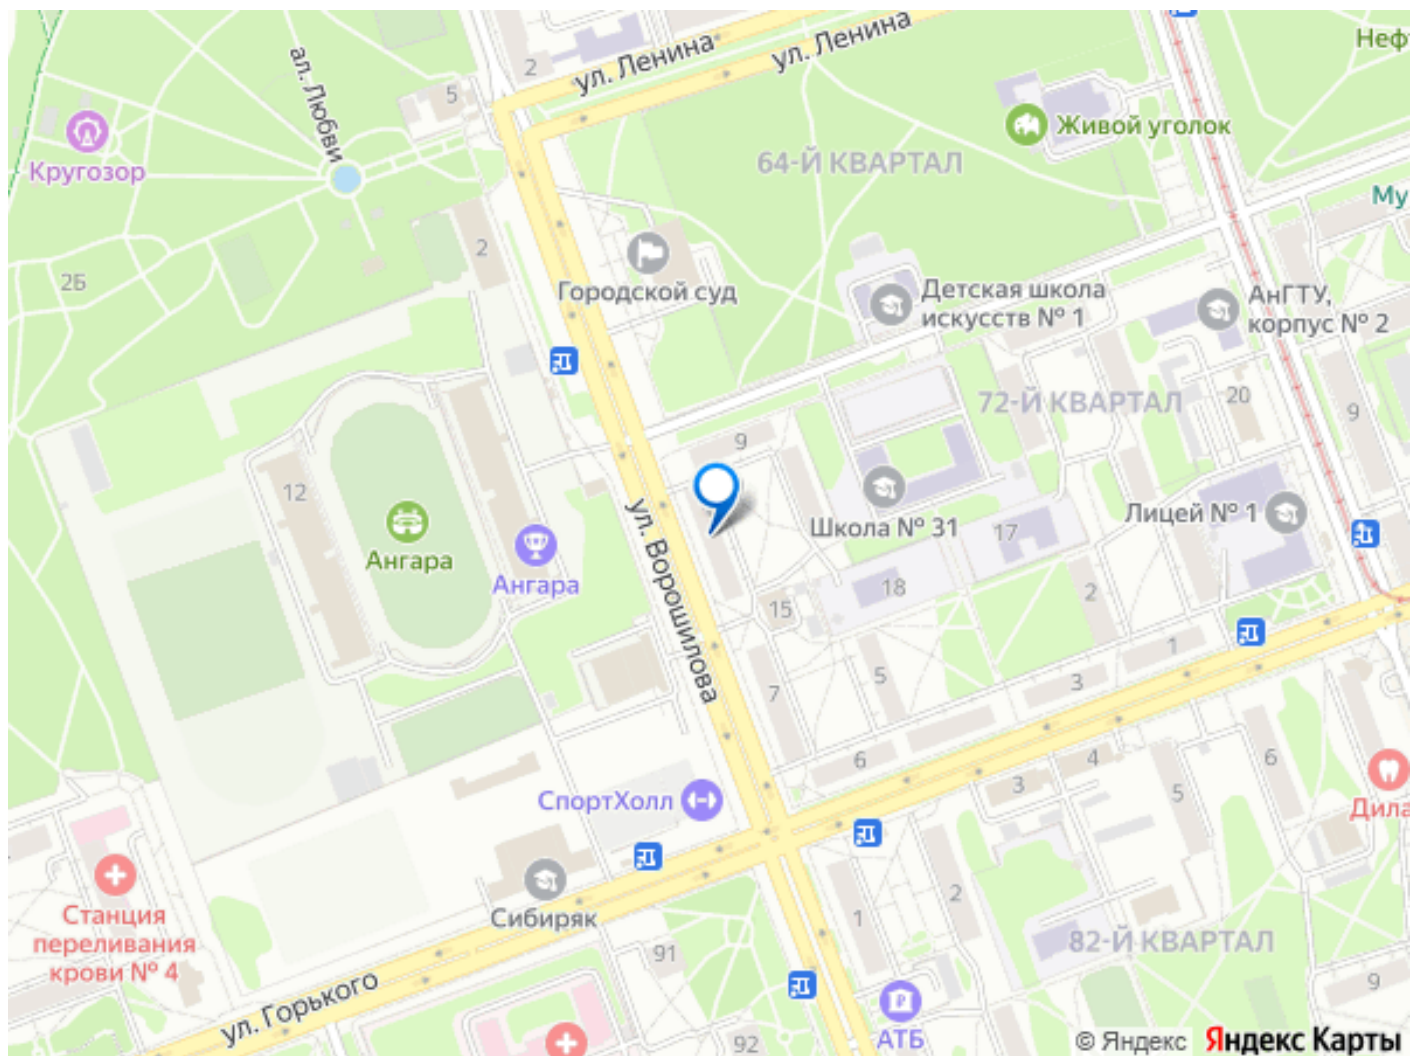 ул. Ленина
ул. Ленина
Неф
ал. Любви
2
5
Живой уголок
Кругозор
64-Й КВАРТАЛ
Му
2
2Б
Городской суд
Детская школа
искусств № 1
АнГТУ,
корпус № 2
72-Й КВАРТАЛ
20
9
9
12
Ангара
Ангара
ул. Ворошилова
Школа № 31
17
Лицей № 1
18
15
2
5
7
1
3
6
4
3
5
6
СпортХолл
Дила
Станция
переливания
крови № 4
Сибиряк
1
2
82-Й КВАРТАЛ
91
9
ул. Горького
АТБ
92
© Яндекс
Яндекс Карты